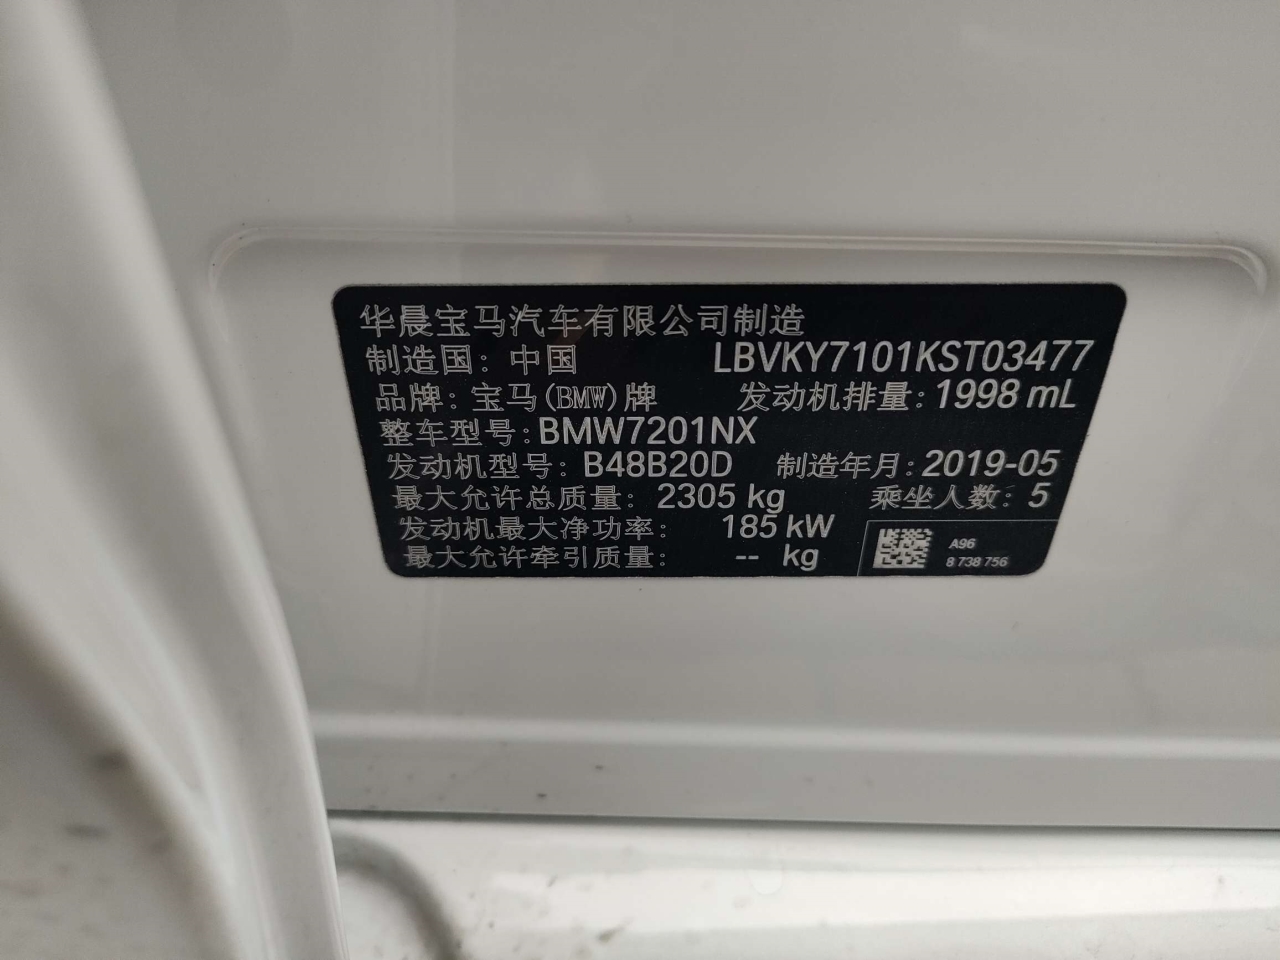 华晨宝马汽车有限公司制造
制造国：中国 LBVKY7101KST03477
品牌：宝马(BMW)牌 发动机排量：1998 mL
整车型号：BMW7201NX
发动机型号：B48B20D 制造年月：2019-05
最大允许总质量：2305 kg 乘坐人数：5
发动机最大净功率：185 kW
最大允许牵引质量：-- kg
A96
8 738 756